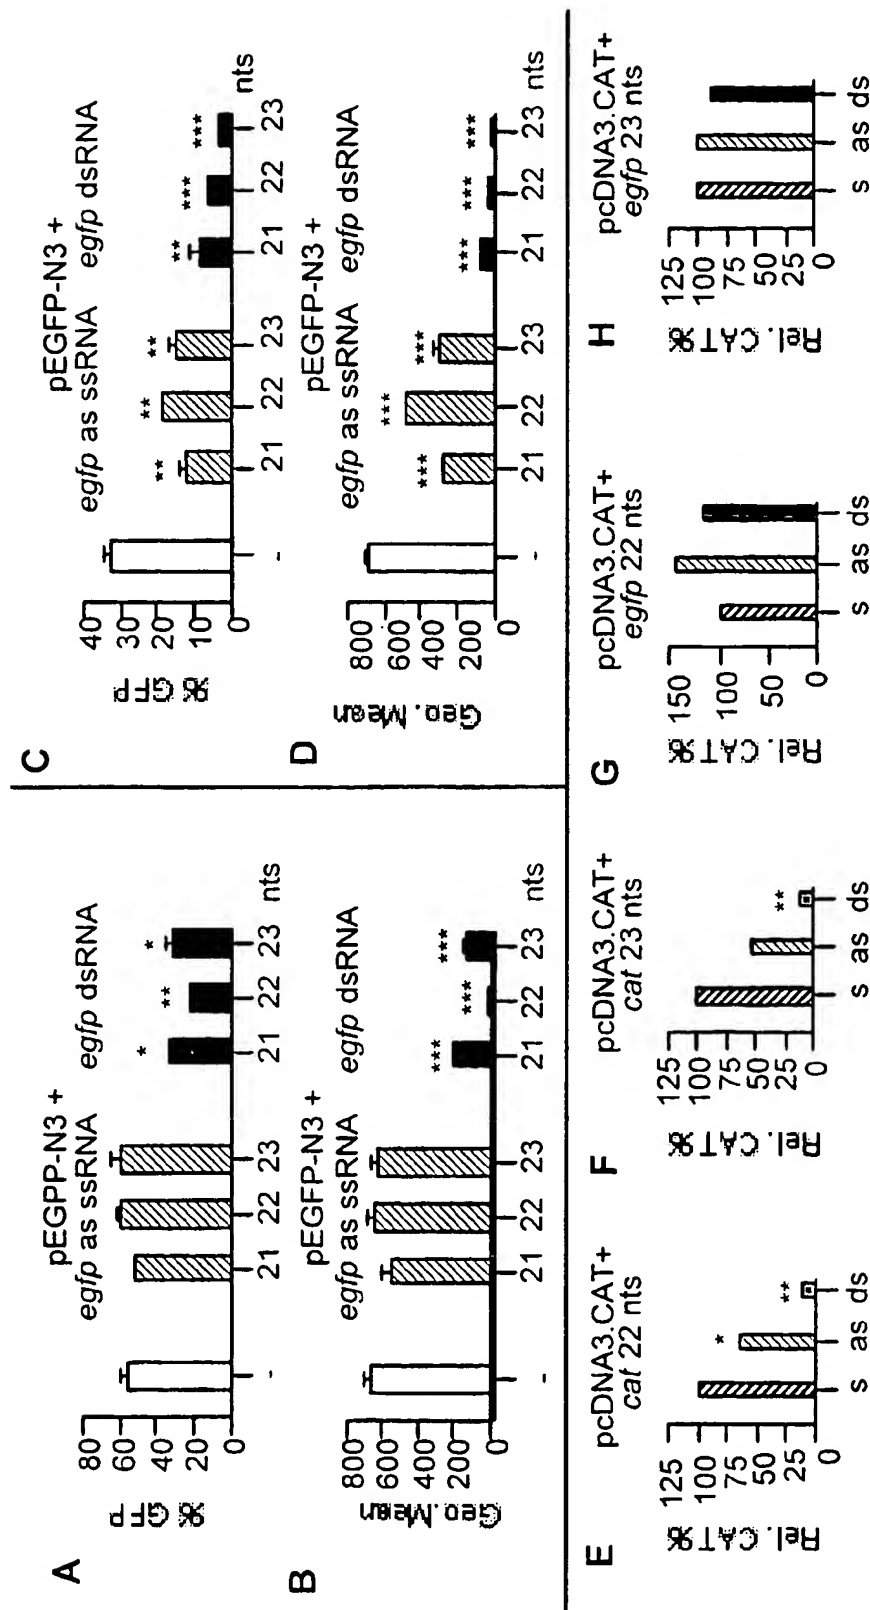 A
pEGPP-N3 +
egfp as ssRNA egfp dsRNA
% GFP
80
60
40
20
0
* ** *
- 21 22 23 21 22 23 nts
B
pEGFP-N3 +
egfp as ssRNA egfp dsRNA
Geo. Mean
800
600
400
200
0
*** *** ***
- 21 22 23 21 22 23 nts
C
pEGFP-N3 +
egfp as ssRNA egfp dsRNA
% GFP
40
30
20
10
0
** ** ** ** *** ***
- 21 22 23 21 22 23 nts
D
pEGFP-N3 +
egfp as ssRNA egfp dsRNA
Geo. Mean
800
600
400
200
0
*** *** *** *** *** ***
- 21 22 23 21 22 23 nts
E
pcDNA3.CAT+
cat 22 nts
Rel. CAT%
125
100
75
50
25
0
* **
s as ds
F
pcDNA3.CAT+
cat 23 nts
Rel. CAT%
125
100
75
50
25
0
**
s as ds
G
pcDNA3.CAT+
egfp 22 nts
Rel. CAT%
150
100
50
0
s as ds
H
pcDNA3.CAT+
egfp 23 nts
Rel. CAT%
125
100
75
50
25
0
s as ds